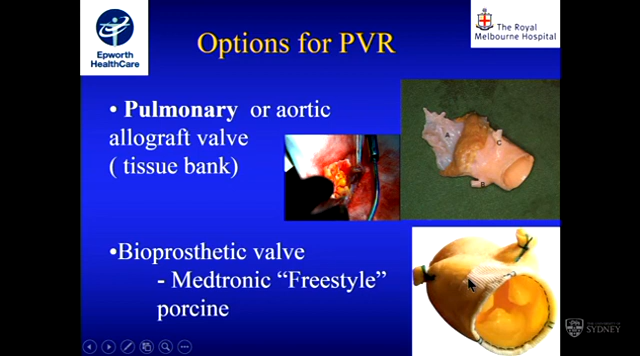 Epworth
HealthCare
Options for PVR
The Royal
Melbourne Hospital
• Pulmonary or aortic
allograft valve
( tissue bank)
A
C
B
•Bioprosthetic valve
- Medtronic “Freestyle”
porcine
SYDNEY